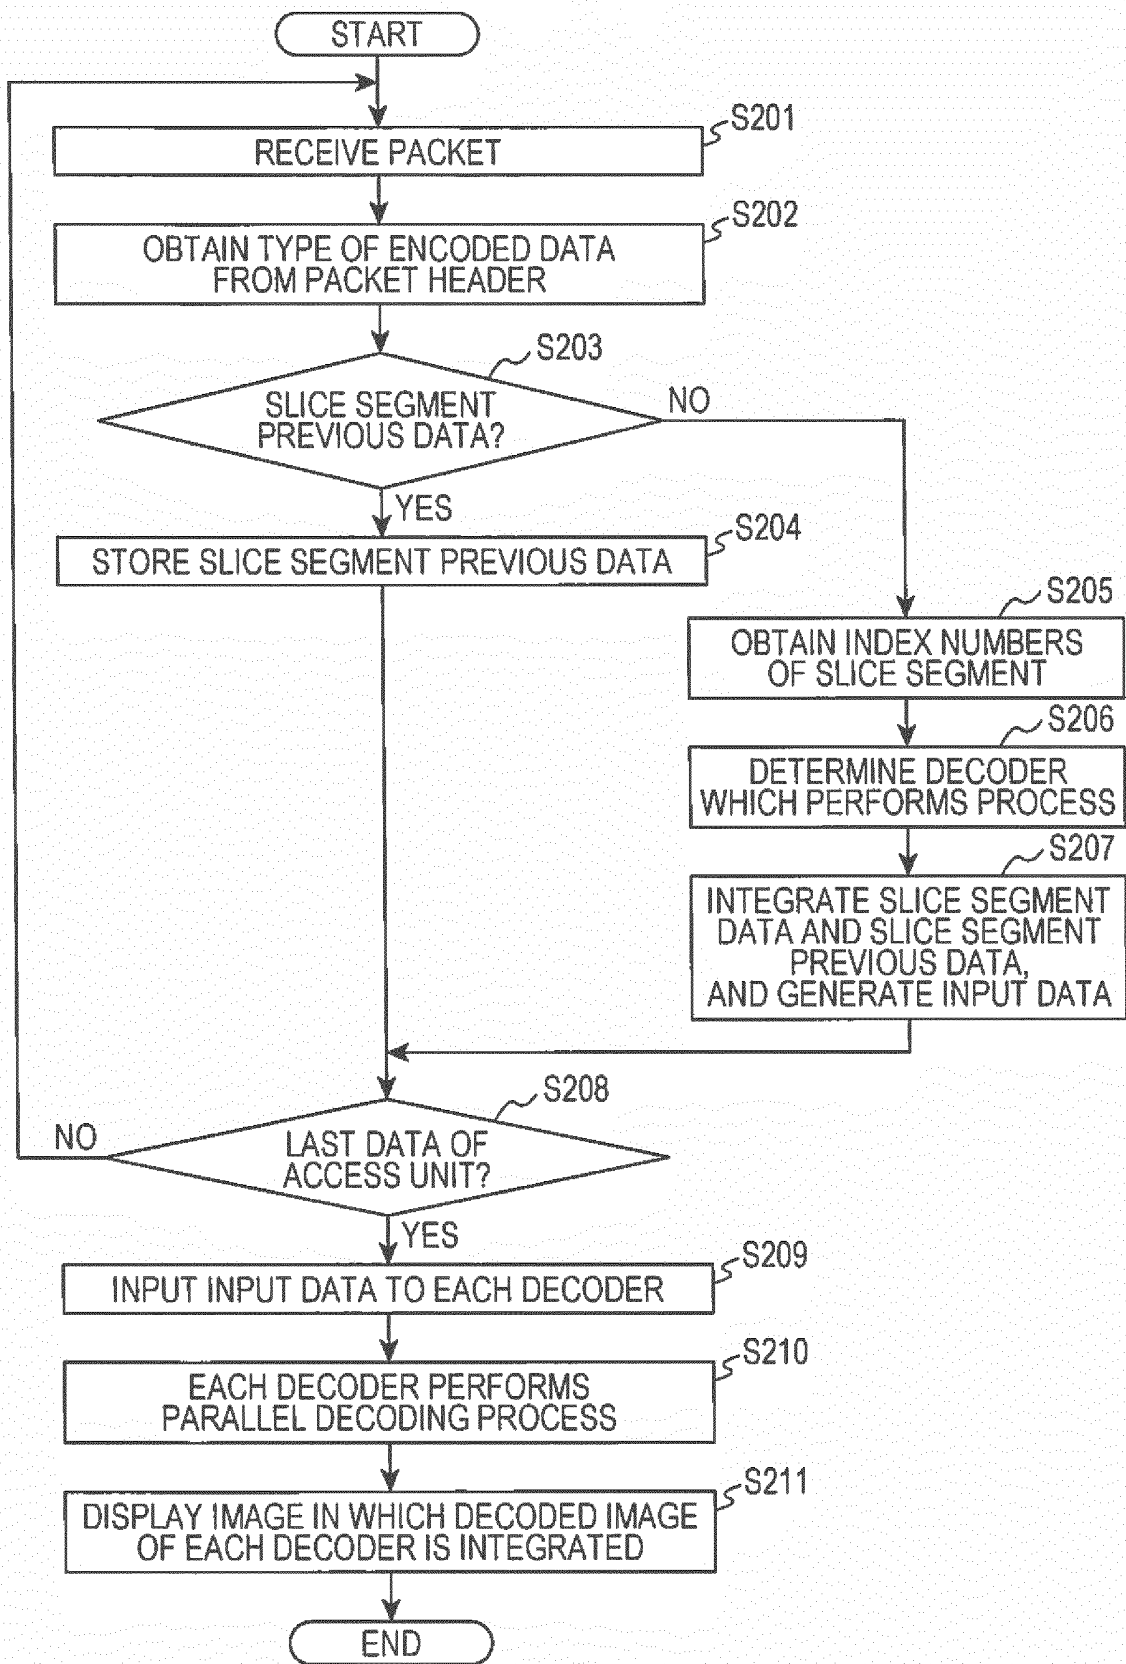 START
S201
RECEIVE PACKET
S202
OBTAIN TYPE OF ENCODED DATA
FROM PACKET HEADER
S203
SLICE SEGMENT
PREVIOUS DATA?
NO
YES
S204
STORE SLICE SEGMENT PREVIOUS DATA
S205
OBTAIN INDEX NUMBERS
OF SLICE SEGMENT
S206
DETERMINE DECODER
WHICH PERFORMS PROCESS
S207
INTEGRATE SLICE SEGMENT
DATA AND SLICE SEGMENT
PREVIOUS DATA,
AND GENERATE INPUT DATA
S208
LAST DATA OF
ACCESS UNIT?
NO
YES
S209
INPUT INPUT DATA TO EACH DECODER
S210
EACH DECODER PERFORMS
PARALLEL DECODING PROCESS
S211
DISPLAY IMAGE IN WHICH DECODED IMAGE
OF EACH DECODER IS INTEGRATED
END